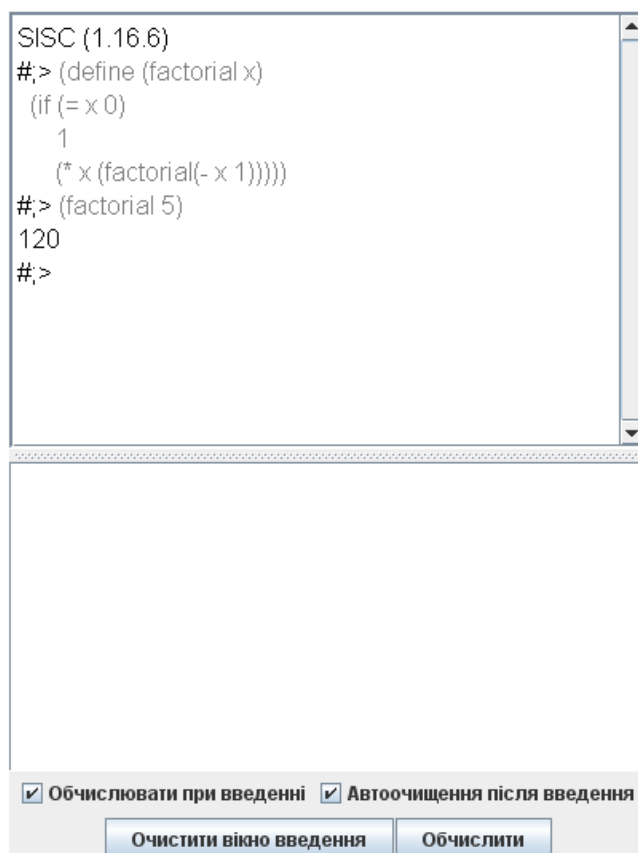 SISC (1.16.6)
#;> (define (factorial x)
(if (= x 0)
1
(* x (factorial(- x 1)))))
#;> (factorial 5)
120
#;>
Обчислювати при введенні Автоочищення після введення
Очистити вікно введення Обчислити